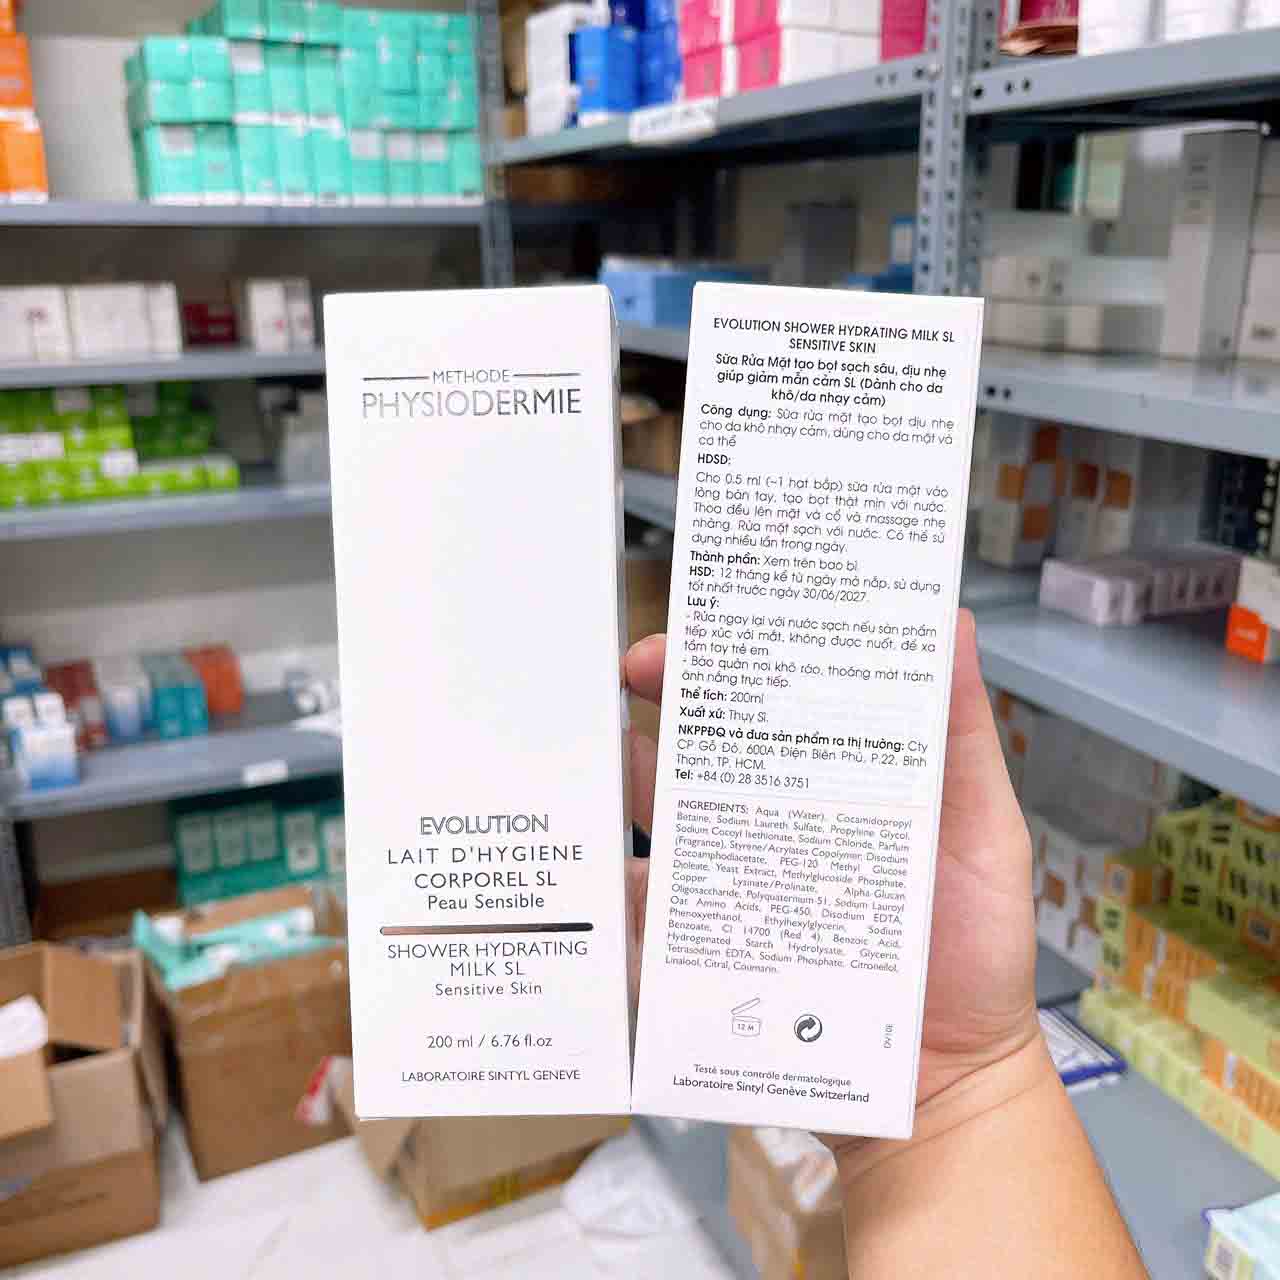 METHODE
PHYSIODERMIE
EVOLUTION
LAIT D'HYGIENE
CORPOREL SL
Peau Sensible
SHOWER HYDRATING
MILK SL
Sensitive Skin
200 ml / 6.76 fl.oz
LABORATOIRE SINTYL GENEVE
EVOLUTION SHOWER HYDRATING MILK SL
SENSITIVE SKIN
Sữa Rửa Mặt tạo bọt sạch sâu, dịu nhẹ
giúp giảm mẫn cảm SL (Dành cho da
khô/da nhạy cảm)
Công dụng: Sữa rửa mặt tạo bọt dịu nhẹ
cho da khô nhạy cảm, dùng cho da mặt và
cơ thể
HDSD:
Cho 0.5 ml (~1 hạt bắp) sữa rửa mặt vào
lòng bàn tay, tạo bọt thật mịn với nước.
Thoa đều lên mặt và cổ và massage nhẹ
nhàng. Rửa mặt sạch với nước. Có thể sử
dụng nhiều lần trong ngày.
Thành phần: Xem trên bao bì.
HSD: 12 tháng kể từ ngày mở nắp, sử dụng
tốt nhất trước ngày 30/06/2027.
Lưu ý:
- Rửa ngay lại với nước sạch nếu sản phẩm
tiếp xúc với mắt, không được nuốt, để xa
tầm tay trẻ em.
- Bảo quản nơi khô ráo, thoáng mát tránh
ánh nắng trực tiếp.
Thể tích: 200ml
Xuất xứ: Thụy Sĩ.
NKPPĐQ và đưa sản phẩm ra thị trường: Cty
CP Gỗ Đỏ, 600A Điện Biên Phủ, P.22, Bình
Thạnh, TP. HCM.
Tel: +84 (0) 28 3516 3751
INGREDIENTS: Aqua (Water), Cocamidopropyl
Betaine, Sodium Laureth Sulfate, Propylene Glycol,
Sodium Cocoyl Isethionate, Sodium Chloride, Parfum
(Fragrance), Styrene/Acrylates Copolymer, Disodium
Cocoamphodiacetate, PEG-120 Methyl Glucose
Dioleate, Yeast Extract, Methylglucoside Phosphate,
Copper Lysinate/Prolinate, Alpha-Glucan
Oligosaccharide, Polyquaternium 51, Sodium Lauroyl
Oat Amino Acids, PEG-450, Disodium EDTA,
Phenoxyethanol, Ethylhexylglycerin, Sodium
Benzoate, CI 14700 (Red 4), Benzoic Acid,
Hydrogenated Starch Hydrolysate, Glycerin,
Tetrasodium EDTA, Sodium Phosphate, Citronellol,
Linalool, Citral, Coumarin.
12 M
Testé sous contrôle dermatologique
Laboratoire Sintyl Genève Switzerland